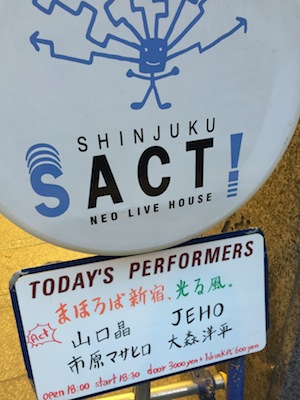 SHINJUKU
SACT!
NEO LIVE HOUSE
TODAY'S PERFORMERS
まほろば新宿、光る風。
Act
山口晶 JEHO
市原マサヒロ 大森洋平
open 18:00 start 18:30 door 3000yen + 1drink 600yen